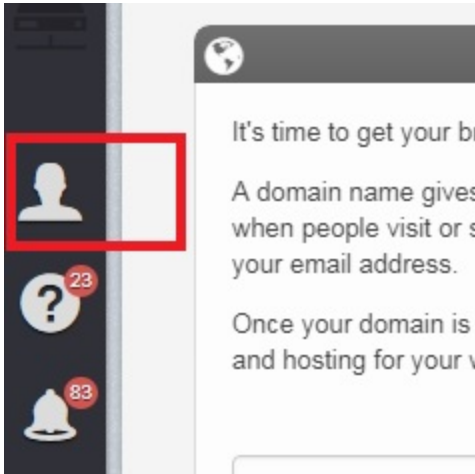 It's time to get your b
A domain name gives
when people visit or s
your email address.
Once your domain is
and hosting for your
?
23
83